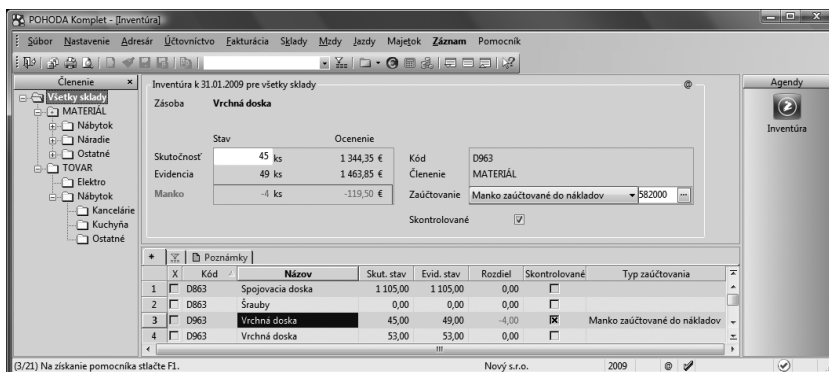 POHODA Komplet - [Inventúra]
Súbor Nastavenie Adresár Účtovníctvo Fakturácia Sklady Mzdy Jazdy Majetok Záznam Pomocník
Členenie x
Všetky sklady
MATERIÁL
Nábytok
Náradie
Ostatné
TOVAR
Elektro
Nábytok
Kancelárie
Kuchyňa
Ostatné
Inventúra k 31.01.2009 pre všetky sklady @
Zásoba Vrchná doska
Stav Ocenenie
Skutočnosť 45 ks 1 344,35 € Kód D963
Evidencia 49 ks 1 463,85 € Členenie MATERIÁL
Manko -4 ks -119,50 € Zaúčtovanie Manko zaúčtované do nákladov 582000 ...
Skontrolované
Agendy
Inventúra
+ Poznámky
X Kód Názov Skut. stav Evid. stav Rozdiel Skontrolované Typ zaúčtovania
1 D863 Spojovacia doska 1 105,00 1 105,00 0,00
2 D863 Šrauby 0,00 0,00 0,00
3 D963 Vrchná doska 45,00 49,00 -4,00 Manko zaúčtované do nákladov
4 D963 Vrchná doska 53,00 53,00 0,00
(3/21) Na získanie pomocníka stlačte F1. Nový s.r.o. 2009 @